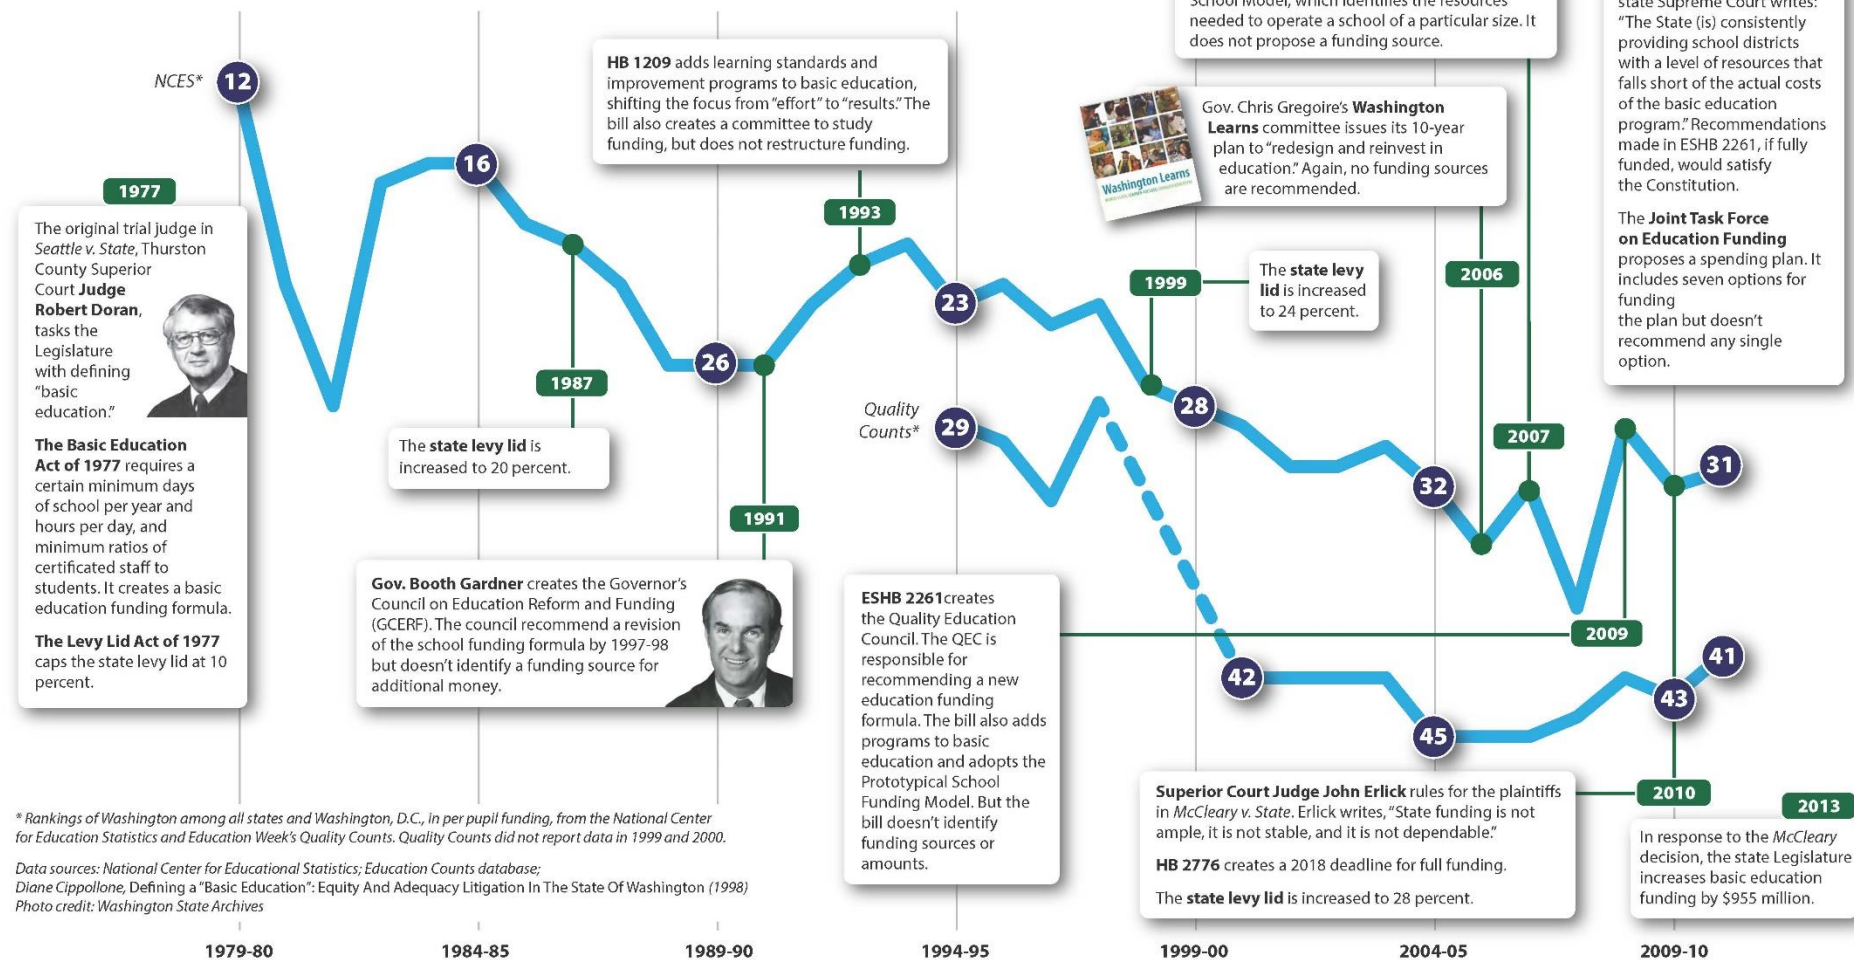 School Model, which identifies the resources
needed to operate a school of a particular size. It
does not propose a funding source.
state Supreme Court writes:
“The State (is) consistently
providing school districts
with a level of resources that
falls short of the actual costs
of the basic education
program.” Recommendations
made in ESHB 2261, if fully
funded, would satisfy
the Constitution.
The Joint Task Force
on Education Funding
proposes a spending plan. It
includes seven options for
funding
the plan but doesn’t
recommend any single
option.
NCES*
12
HB 1209 adds learning standards and
improvement programs to basic education,
shifting the focus from “effort” to “results.” The
bill also creates a committee to study
funding, but does not restructure funding.
Washington Learns
Gov. Chris Gregoire’s Washington
Learns committee issues its 10-year
plan to “redesign and reinvest in
education.” Again, no funding sources
are recommended.
16
1977
The original trial judge in
Seattle v. State, Thurston
County Superior
Court Judge
Robert Doran,
tasks the
Legislature
with defining
“basic
education.”
The Basic Education
Act of 1977 requires a
certain minimum days
of school per year and
hours per day, and
minimum ratios of
certificated staff to
students. It creates a basic
education funding formula.
The Levy Lid Act of 1977
caps the state levy lid at 10
percent.
1993
23
1999
The state levy
lid is increased
to 24 percent.
2006
26
1987
The state levy lid is
increased to 20 percent.
Quality
Counts*
29
28
2007
32
31
1991
Gov. Booth Gardner creates the Governor’s
Council on Education Reform and Funding
(GCERF). The council recommend a revision
of the school funding formula by 1997-98
but doesn’t identify a funding source for
additional money.
ESHB 2261creates
the Quality Education
Council. The QEC is
responsible for
recommending a new
education funding
formula. The bill also adds
programs to basic
education and adopts the
Prototypical School
Funding Model. But the
bill doesn’t identify
funding sources or
amounts.
2009
42
45
43
41
Superior Court Judge John Erlick rules for the plaintiffs
in McCleary v. State. Erlick writes, “State funding is not
ample, it is not stable, and it is not dependable.”
HB 2776 creates a 2018 deadline for full funding.
The state levy lid is increased to 28 percent.
2010
2013
In response to the McCleary
decision, the state Legislature
increases basic education
funding by $955 million.
* Rankings of Washington among all states and Washington, D.C., in per pupil funding, from the National Center
for Education Statistics and Education Week’s Quality Counts. Quality Counts did not report data in 1999 and 2000.
Data sources: National Center for Educational Statistics; Education Counts database;
Diane Cippollone, Defining a “Basic Education”: Equity And Adequacy Litigation In The State Of Washington (1998)
Photo credit: Washington State Archives
1979-80
1984-85
1989-90
1994-95
1999-00
2004-05
2009-10